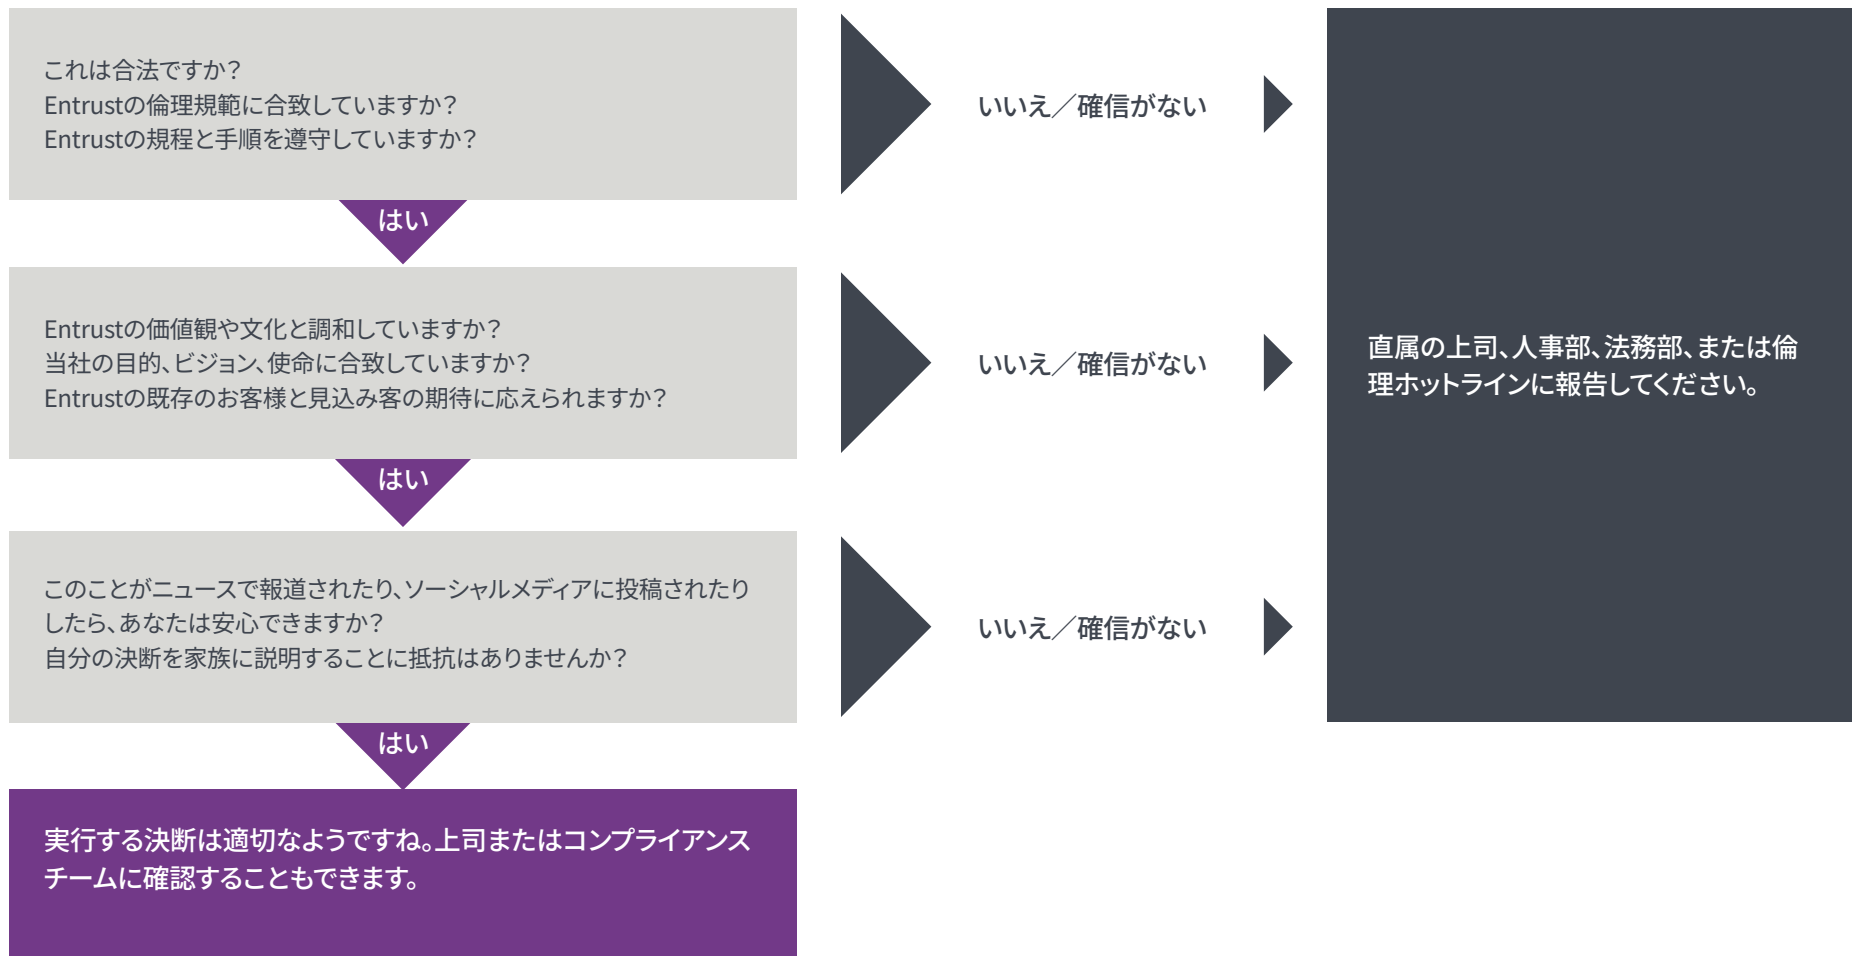 これは合法ですか？
Entrustの倫理規範に合致していますか？
Entrustの規程と手順を遵守していますか？
いいえ／確信がない
はい
Entrustの価値観や文化と調和していますか？
当社の目的、ビジョン、使命に合致していますか？
Entrustの既存のお客様と見込み客の期待に応えられますか？
いいえ／確信がない
直属の上司、人事部、法務部、または倫
理ホットラインに報告してください。
はい
このことがニュースで報道されたり、ソーシャルメディアに投稿されたり
したら、あなたは安心できますか？
自分の決断を家族に説明することに抵抗はありませんか？
いいえ／確信がない
はい
実行する決断は適切なようですね。上司またはコンプライアンス
チームに確認することもできます。